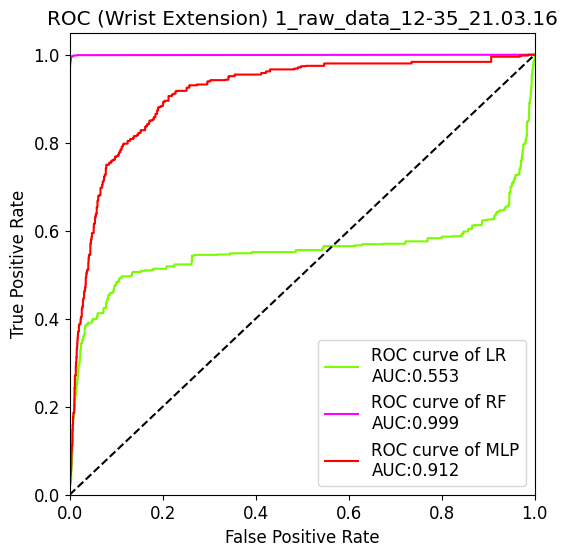 ROC (Wrist Extension) 1_raw_data_12-35_21.03.16
1.0
0.8
0.6
0.4
0.2
0.0
True Positive Rate
ROC curve of LR
AUC:0.553
ROC curve of RF
AUC:0.999
ROC curve of MLP
AUC:0.912
0.0 0.2 0.4 0.6 0.8 1.0
False Positive Rate